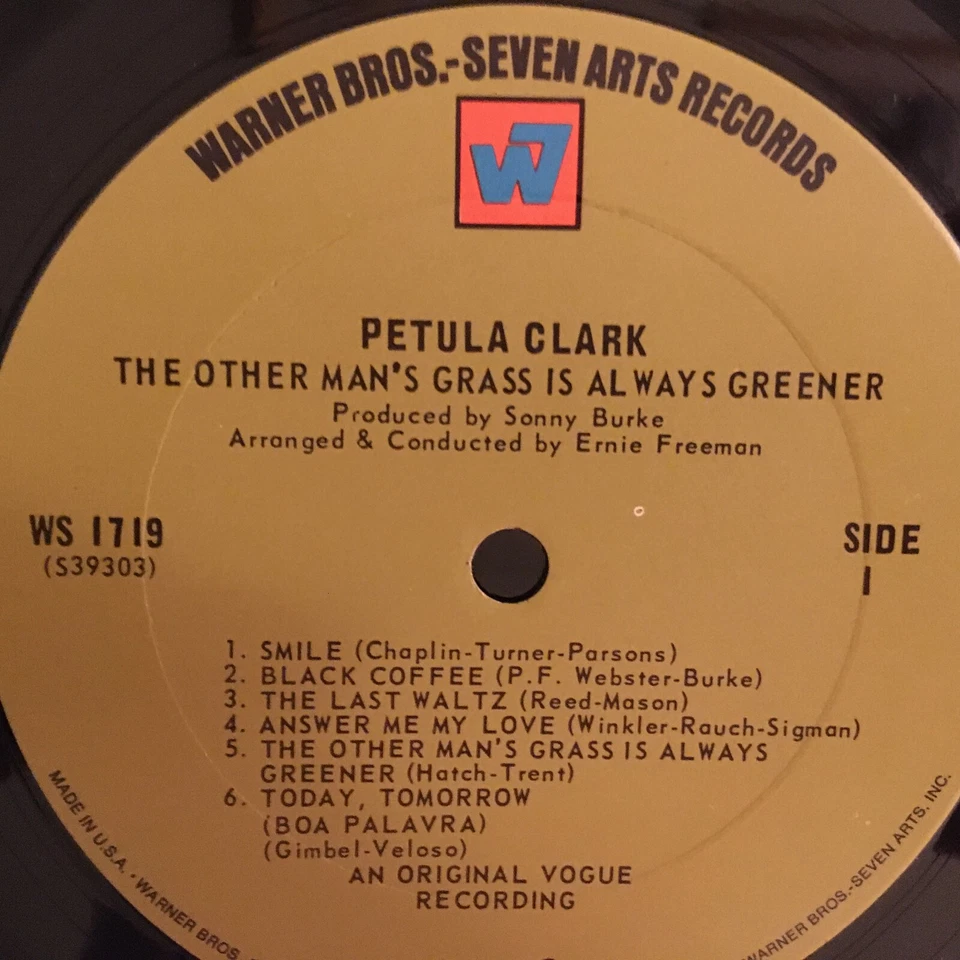 WARNER BROS.-SEVEN ARTS RECORDS
W7
PETULA CLARK
THE OTHER MAN'S GRASS IS ALWAYS GREENER
Produced by Sonny Burke
Arranged & Conducted by Ernie Freeman
WS 1719
(S39303)
SIDE
1
1. SMILE (Chaplin-Turner-Parsons)
2. BLACK COFFEE (P.F. Webster-Burke)
3. THE LAST WALTZ (Reed-Mason)
4. ANSWER ME MY LOVE (Winkler-Rauch-Sigman)
5. THE OTHER MAN'S GRASS IS ALWAYS
GREENER (Hatch-Trent)
6. TODAY, TOMORROW
(BOA PALAVRA)
(Gimbel-Veloso)
AN ORIGINAL VOGUE
RECORDING
MADE IN U.S.A. • WARNER BROS.
WARNER BROS.-SEVEN ARTS. INC.